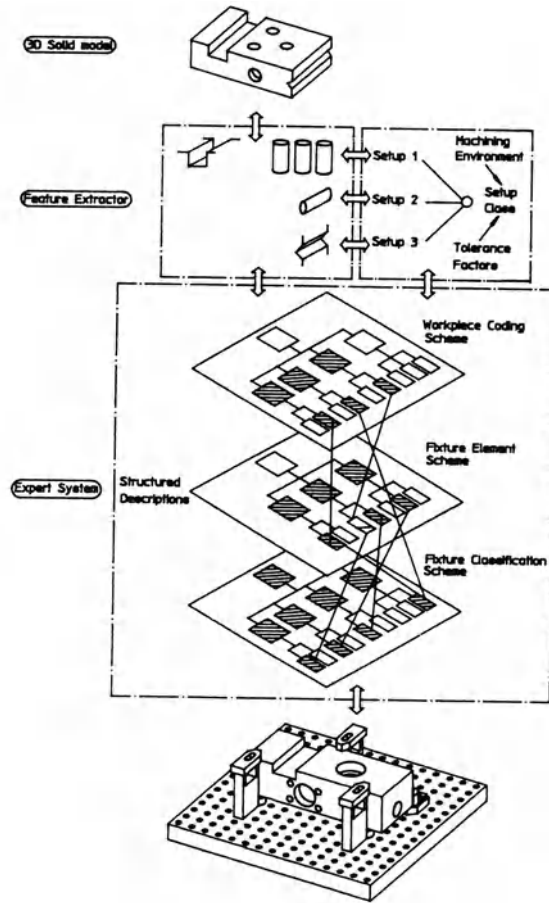 3D Solid model
Feature Extractor
Setup 1
Setup 2
Setup 3
Machining
Environment
Setup
Class
Tolerance
Factors
Workpiece Coding
Scheme
Fixture Element
Scheme
Expert System
Structured
Descriptions
Fixture Classification
Scheme